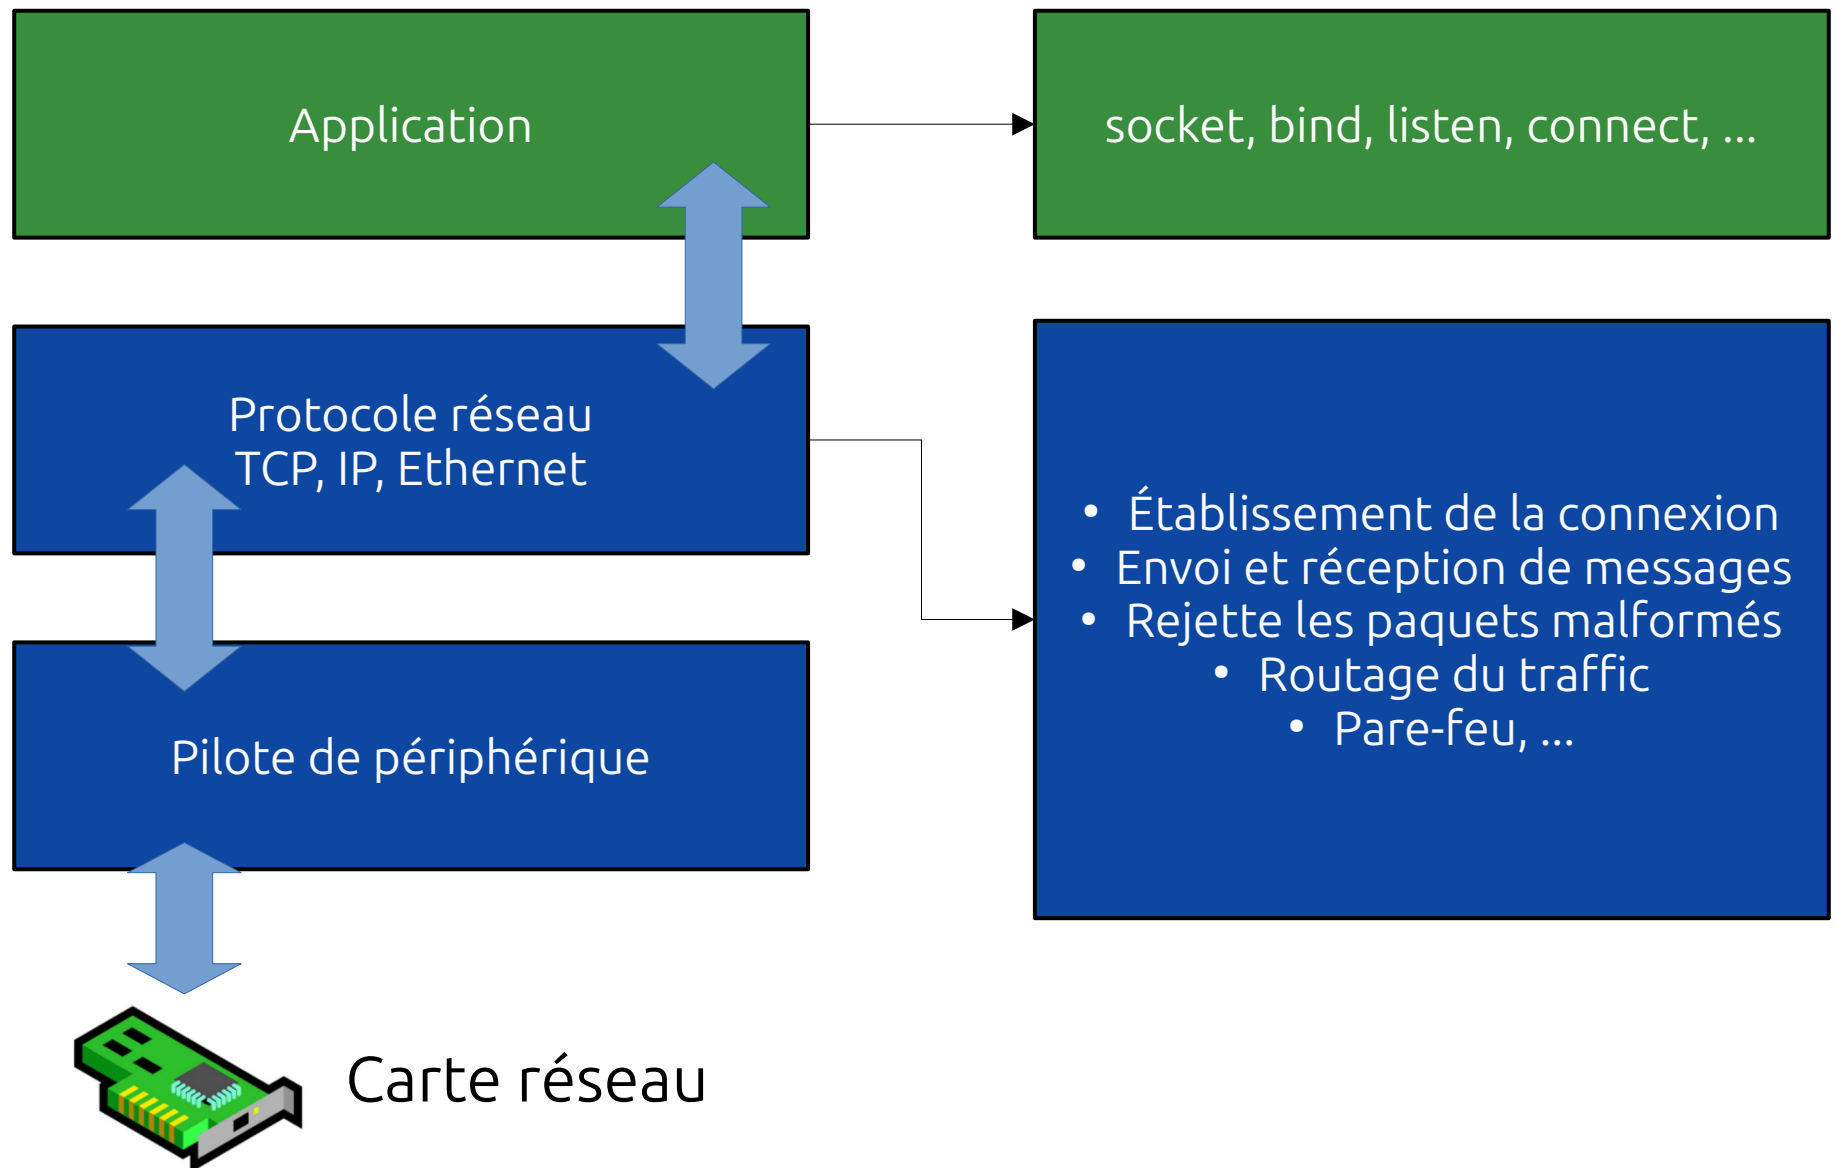 Application
socket, bind, listen, connect, ...
Protocole réseau
TCP, IP, Ethernet
• Établissement de la connexion
• Envoi et réception de messages
• Rejette les paquets malformés
• Routage du traffic
• Pare-feu, ...
Pilote de périphérique
Carte réseau